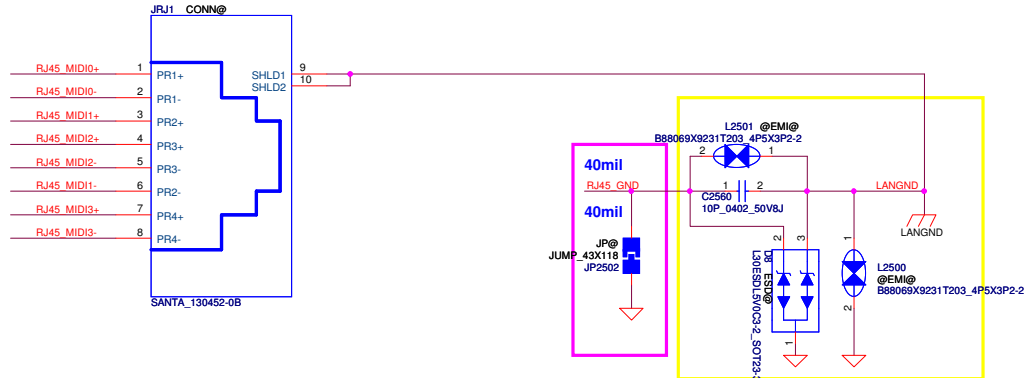 JRJ1 CONN@
RJ45_MIDI0+ 1 PR1+
RJ45_MIDI0- 2 PR1-
RJ45_MIDI1+ 3 PR2+
RJ45_MIDI2+ 4 PR3+
RJ45_MIDI2- 5 PR3-
RJ45_MIDI1- 6 PR2-
RJ45_MIDI3+ 7 PR4+
RJ45_MIDI3- 8 PR4-
SHLD1 9
SHLD2 10
SANTA_130452-0B
40mil
RJ45_GND
40mil
JP@
JUMP_43X118
JP2502
L2501 @EMI@
B88069X9231T203_4P5X3P2-2
2 1
1 2
C2560
10P_0402_50V8J
LANGND
LANGND
2 3
1
D8 ESD@
L30ESDL5V0C3-2_SOT23-
1
L2500
@EMI@
B88069X9231T203_4P5X3P2-2
2